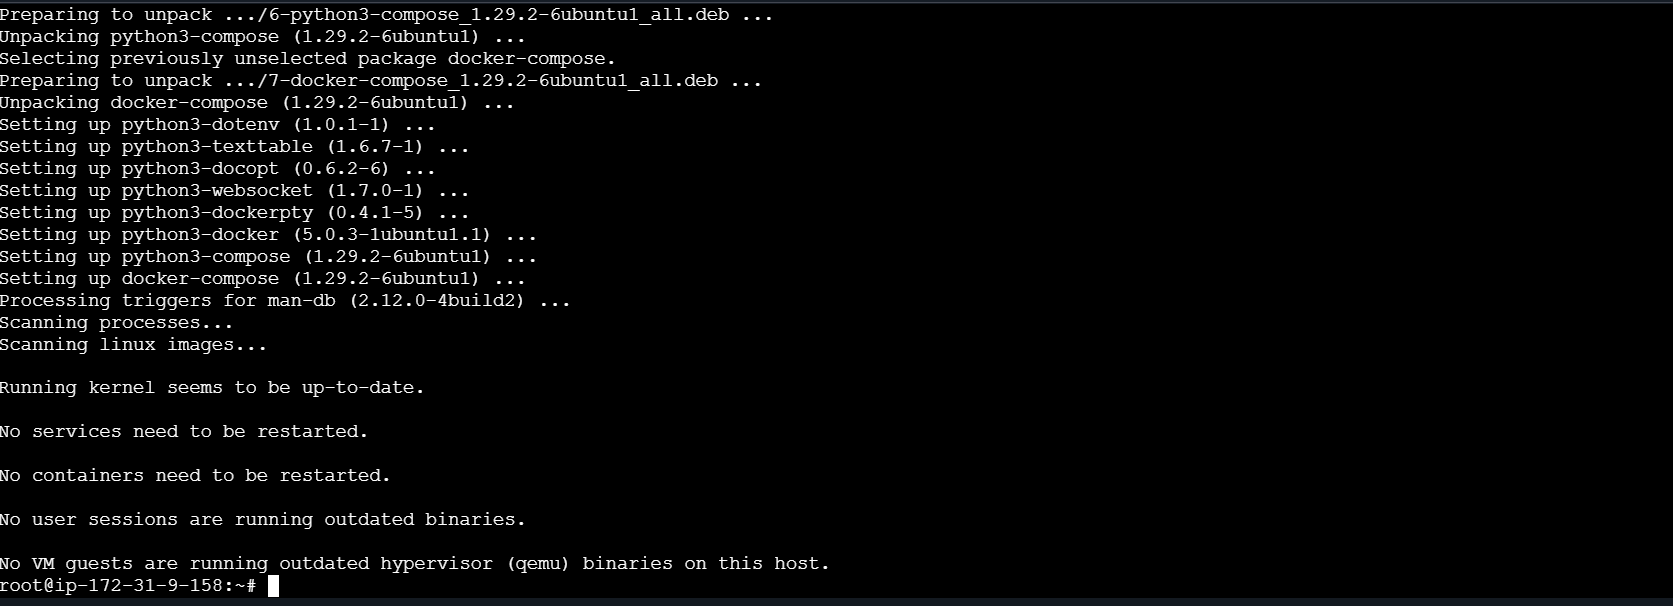 Preparing to unpack .../6-python3-compose_1.29.2-6ubuntu1_all.deb ...
Unpacking python3-compose (1.29.2-6ubuntu1) ...
Selecting previously unselected package docker-compose.
Preparing to unpack .../7-docker-compose_1.29.2-6ubuntu1_all.deb ...
Unpacking docker-compose (1.29.2-6ubuntu1) ...
Setting up python3-dotenv (1.0.1-1) ...
Setting up python3-texttable (1.6.7-1) ...
Setting up python3-docopt (0.6.2-6) ...
Setting up python3-websocket (1.7.0-1) ...
Setting up python3-dockerpty (0.4.1-5) ...
Setting up python3-docker (5.0.3-1ubuntu1.1) ...
Setting up python3-compose (1.29.2-6ubuntu1) ...
Setting up docker-compose (1.29.2-6ubuntu1) ...
Processing triggers for man-db (2.12.0-4build2) ...
Scanning processes...
Scanning linux images...
Running kernel seems to be up-to-date.
No services need to be restarted.
No containers need to be restarted.
No user sessions are running outdated binaries.
No VM guests are running outdated hypervisor (qemu) binaries on this host.
root@ip-172-31-9-158:~#